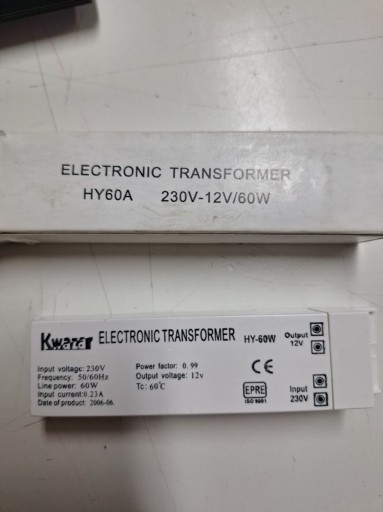 ELECTRONIC TRANSFORMER
HY60A 230V-12V/60W
ELECTRONIC TRANSFORMER HY-60W
Output
12V
Input voltage: 230V
Frequency: 50/60Hz
Line power: 60W
Input current:0.23A
Date of product: 2006-06.
Power factor: 0.99
Output voltage: 12v
Tc: 60℃
CE
EPRE
ISO 9001
Input
230V